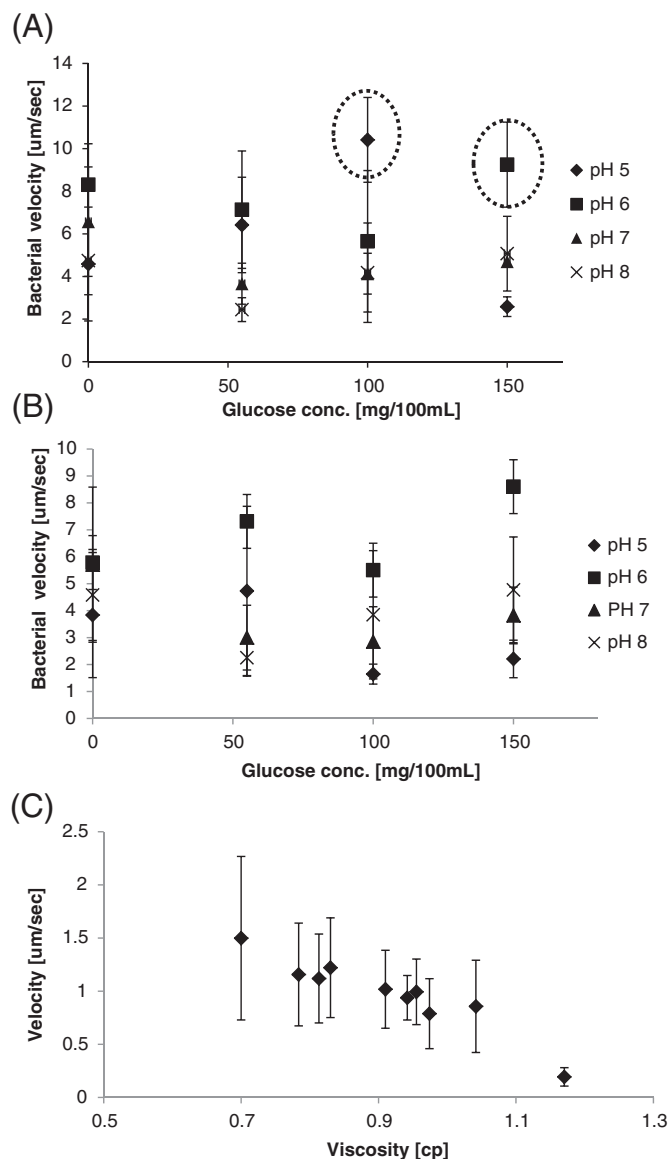 (A)
14
12
10
8
6
4
2
0
Bacterial velocity [um/sec]
0
50
100
150
Glucose conc. [mg/100mL]
pH 5
pH 6
pH 7
pH 8
(B)
10
9
8
7
6
5
4
3
2
1
0
Bacterial velocity [um/sec]
0
50
100
150
Glucose conc. [mg/100mL]
pH 5
pH 6
PH 7
pH 8
(C)
2.5
2
1.5
1
0.5
0
Velocity [um/sec]
0.5
0.7
0.9
1.1
1.3
Viscosity [cp]